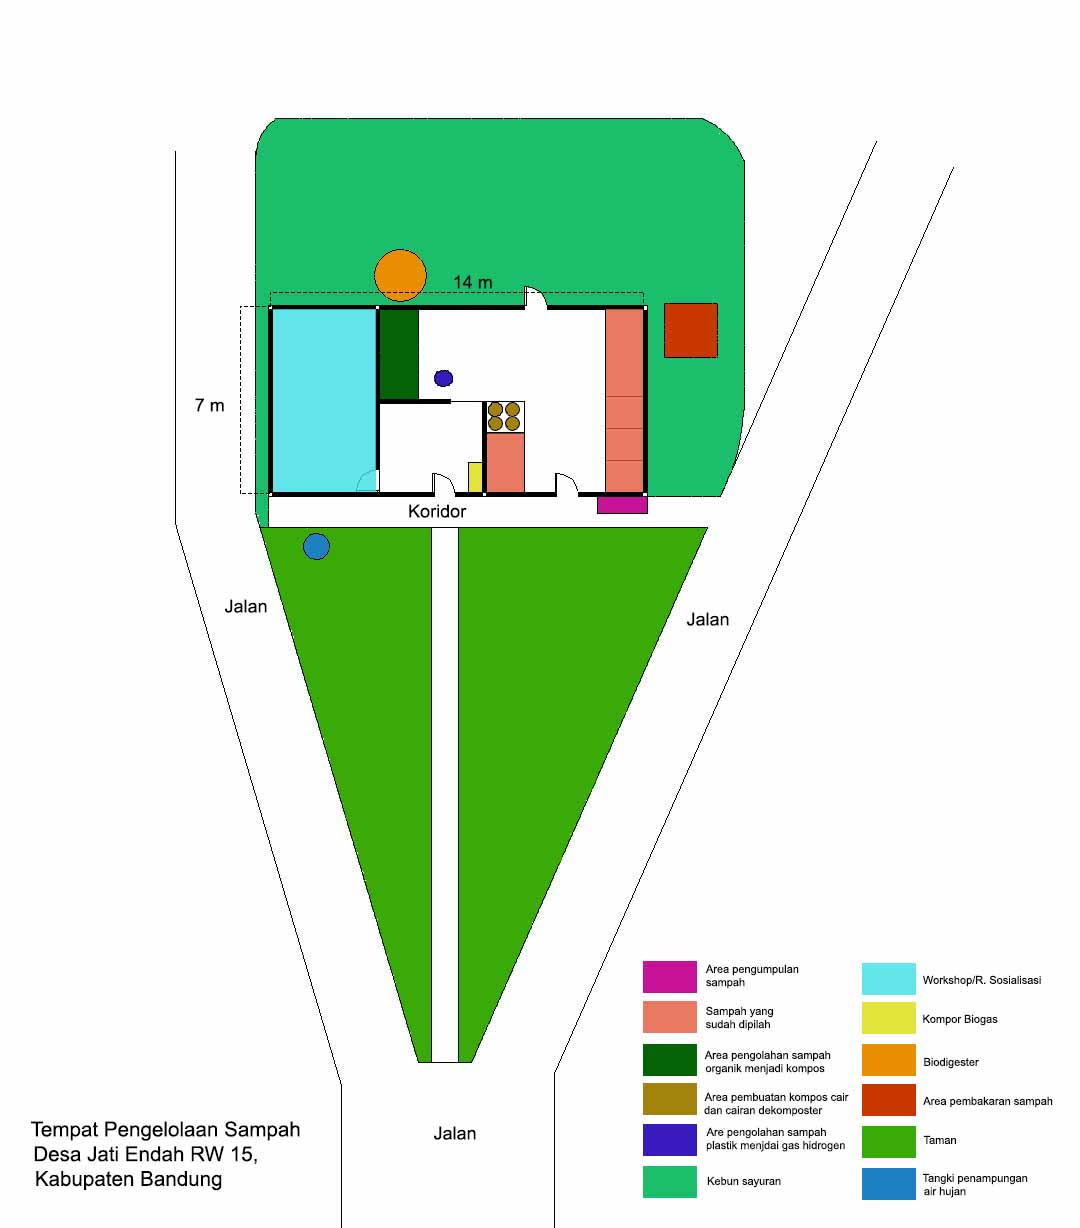 14 m
7 m
Koridor
Jalan
Jalan
Jalan
Tempat Pengelolaan Sampah
Desa Jati Endah RW 15,
Kabupaten Bandung
Area pengumpulan
sampah
Sampah yang
sudah dipilah
Area pengolahan sampah
organik menjadi kompos
Area pembuatan kompos cair
dan cairan dekomposter
Are pengolahan sampah
plastik menjdai gas hidrogen
Kebun sayuran
Workshop/R. Sosialisasi
Kompor Biogas
Biodigester
Area pembakaran sampah
Taman
Tangki penampungan
air hujan